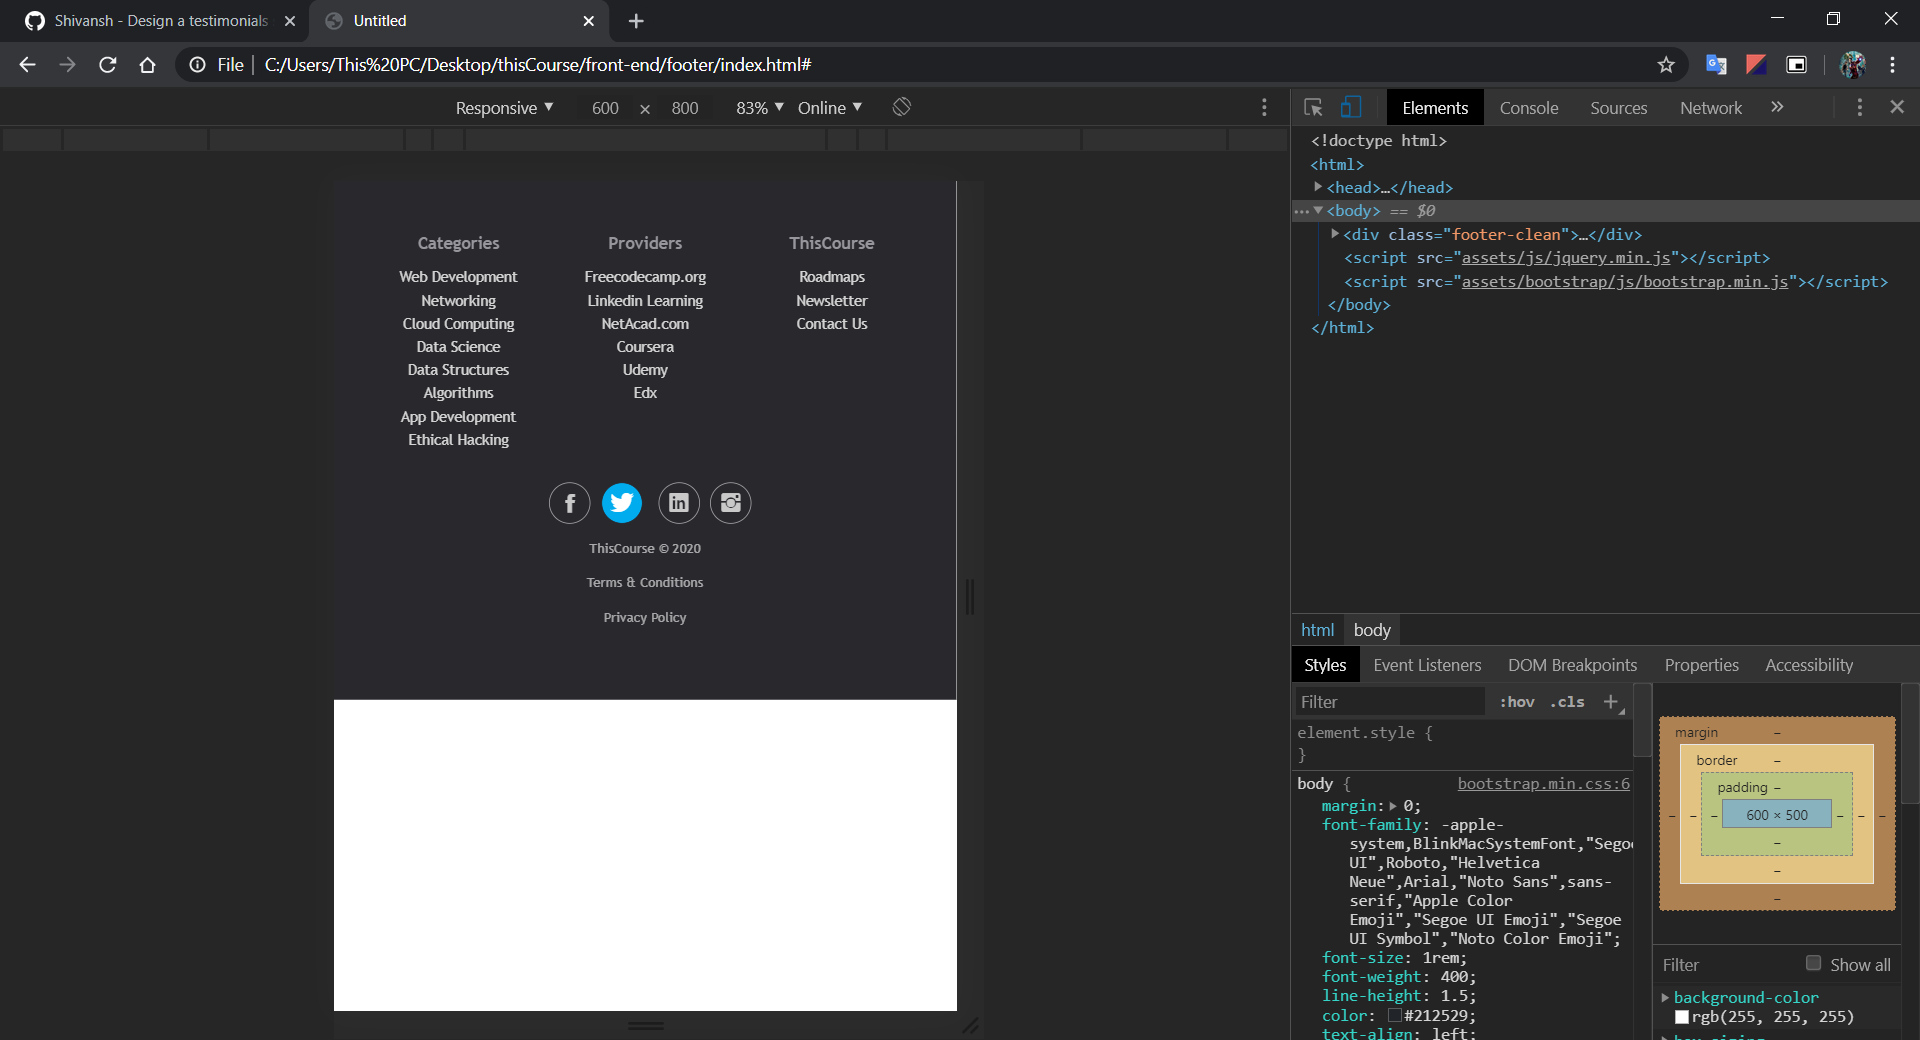 Shivansh - Design a testimonials
Untitled
File
C:/Users/This%20PC/Desktop/thisCourse/front-end/footer/index.html#
Responsive ▼ 600 × 800 83% ▼ Online ▼
Elements Console Sources Network »
Categories
Web Development
Networking
Cloud Computing
Data Science
Data Structures
Algorithms
App Development
Ethical Hacking
Providers
Freecodecamp.org
Linkedin Learning
NetAcad.com
Coursera
Udemy
Edx
ThisCourse
Roadmaps
Newsletter
Contact Us
ThisCourse © 2020
Terms & Conditions
Privacy Policy
<!doctype html>
<html>
<head>…</head>
<body> == $0
<div class="footer-clean">…</div>
<script src="assets/js/jquery.min.js"></script>
<script src="assets/bootstrap/js/bootstrap.min.js"></script>
</body>
</html>
html body
Styles Event Listeners DOM Breakpoints Properties Accessibility
Filter :hov .cls +
element.style {
}
body { bootstrap.min.css:6
margin: 0;
font-family: -apple-
system,BlinkMacSystemFont,"Segoe
UI",Roboto,"Helvetica
Neue",Arial,"Noto Sans",sans-
serif,"Apple Color
Emoji","Segoe UI Emoji","Segoe
UI Symbol","Noto Color Emoji";
font-size: 1rem;
font-weight: 400;
line-height: 1.5;
color: #212529;
text-align: left;
margin –
border –
padding –
– – – 600 × 500 – – –
–
–
–
Filter Show all
background-color
rgb(255, 255, 255)